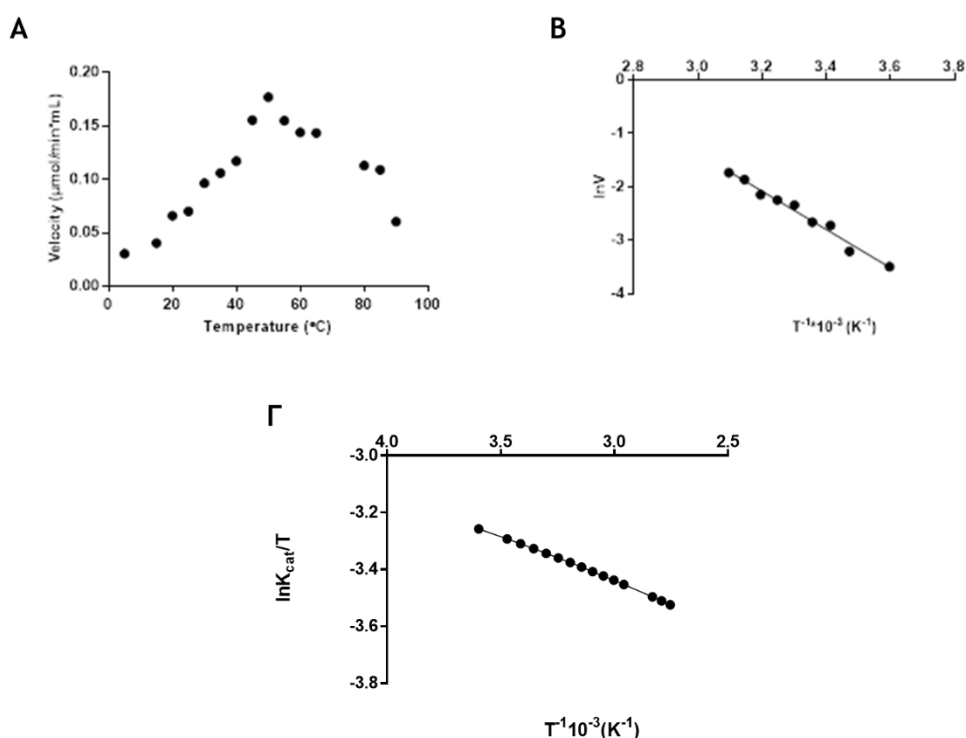 A
Velocity (μmol/min*mL)
0.20
0.15
0.10
0.05
0.00
0 20 40 60 80 100
Temperature (°C)
B
2.8 3.0 3.2 3.4 3.6 3.8
lnV
0
-1
-2
-3
-4
T⁻¹*10⁻³ (K⁻¹)
Γ
4.0 3.5 3.0 2.5
lnK_cat/T
-3.0
-3.2
-3.4
-3.6
-3.8
T⁻¹10⁻³(K⁻¹)